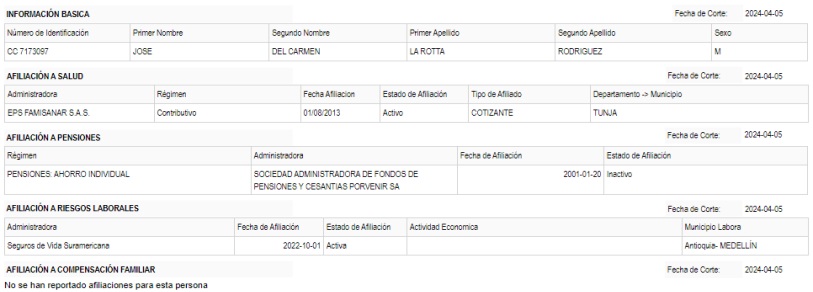 INFORMACIÓN BASICA Fecha de Corte: 2024-04-05
Número de Identificación Primer Nombre Segundo Nombre Primer Apellido Segundo Apellido Sexo
CC 7173097 JOSE DEL CARMEN LA ROTTA RODRIGUEZ M
AFILIACIÓN A SALUD Fecha de Corte: 2024-04-05
Administradora Régimen Fecha Afiliacion Estado de Afiliación Tipo de Afiliado Departamento -> Municipio
EPS FAMISANAR S.A.S. Contributivo 01/08/2013 Activo COTIZANTE TUNJA
AFILIACIÓN A PENSIONES Fecha de Corte: 2024-04-05
Régimen Administradora Fecha de Afiliación Estado de Afiliación
PENSIONES: AHORRO INDIVIDUAL SOCIEDAD ADMINISTRADORA DE FONDOS DE 2001-01-20 Inactivo
PENSIONES Y CESANTIAS PORVENIR SA
AFILIACIÓN A RIESGOS LABORALES Fecha de Corte: 2024-04-05
Administradora Fecha de Afiliación Estado de Afiliación Actividad Economica Municipio Labora
Seguros de Vida Suramericana 2022-10-01 Activa Antioquia- MEDELLÍN
AFILIACIÓN A COMPENSACIÓN FAMILIAR Fecha de Corte: 2024-04-05
No se han reportado afiliaciones para esta persona